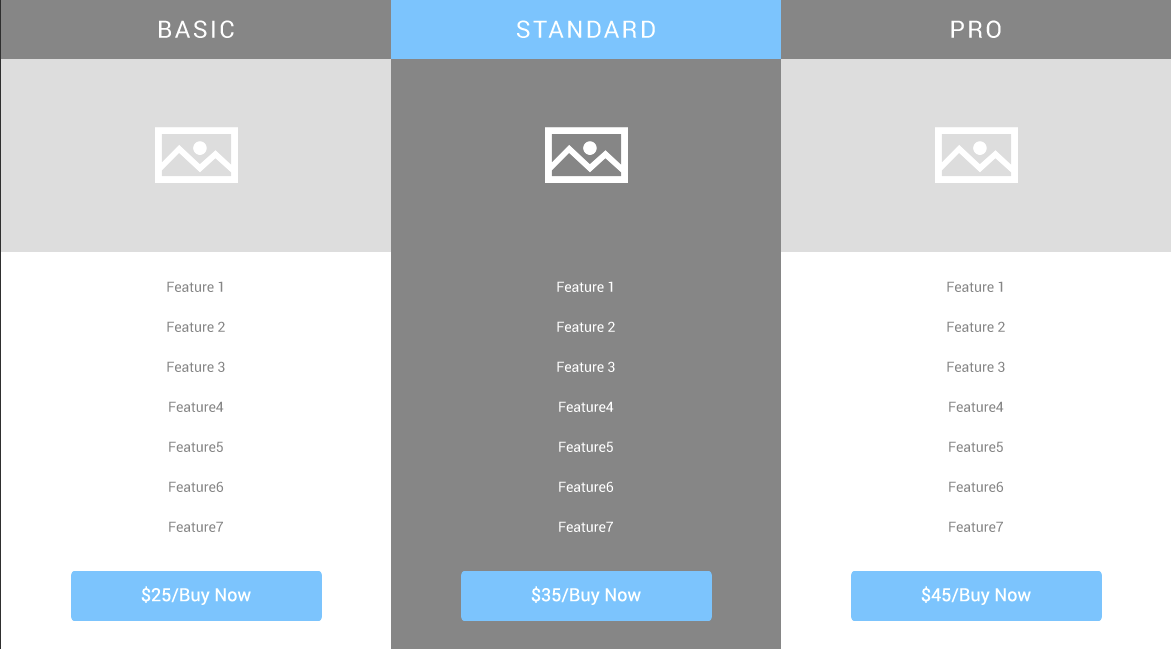 BASIC
Feature 1
Feature 2
Feature 3
Feature4
Feature5
Feature6
Feature7
$25/Buy Now
STANDARD
Feature 1
Feature 2
Feature 3
Feature4
Feature5
Feature6
Feature7
$35/Buy Now
PRO
Feature 1
Feature 2
Feature 3
Feature4
Feature5
Feature6
Feature7
$45/Buy Now